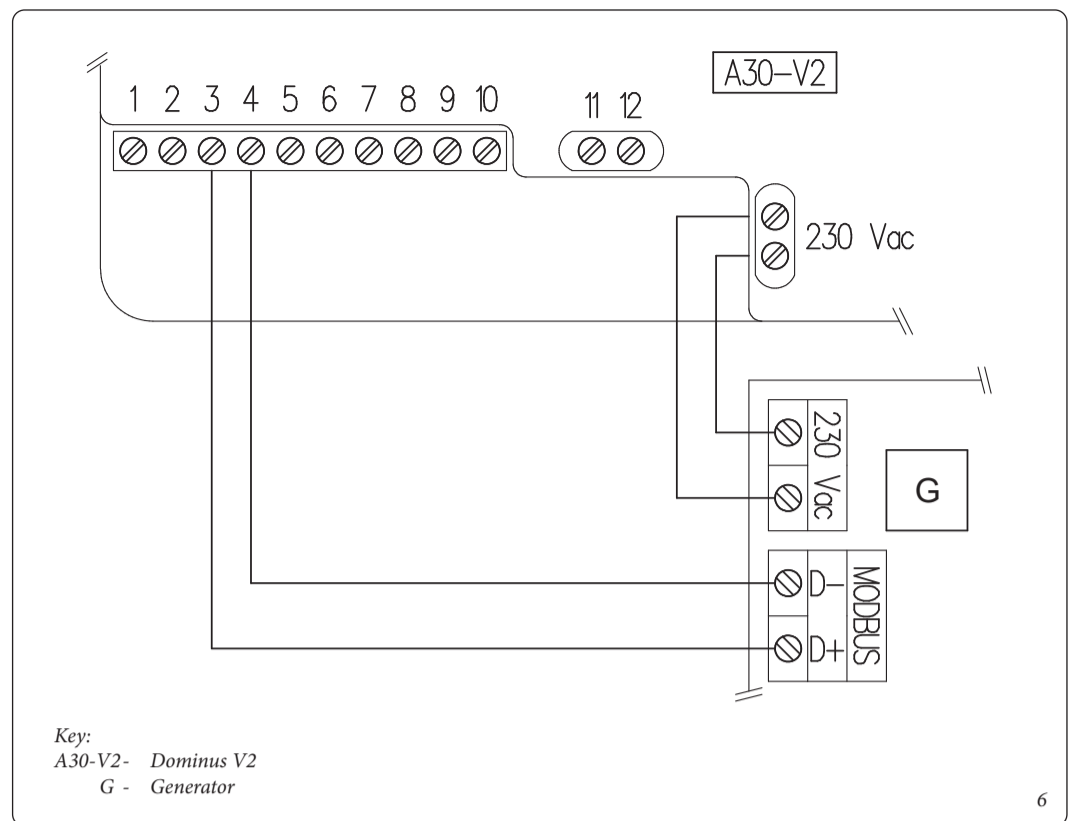 A30-V2
1 2 3 4 5 6 7 8 9 10
11 12
230 Vac
230 Vac
G
D-
D+
MODBUS
Key:
A30-V2- Dominus V2
G - Generator
6